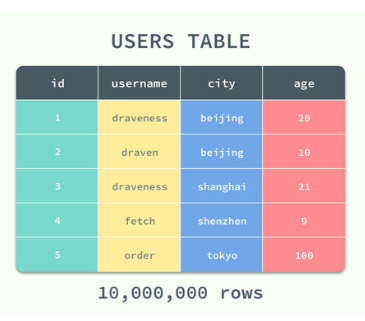 USERS TABLE
id username city age
1 draveness beijing 20
2 draven beijing 10
3 draveness shanghai 21
4 fetch shenzhen 9
5 order tokyo 100
10,000,000 rows